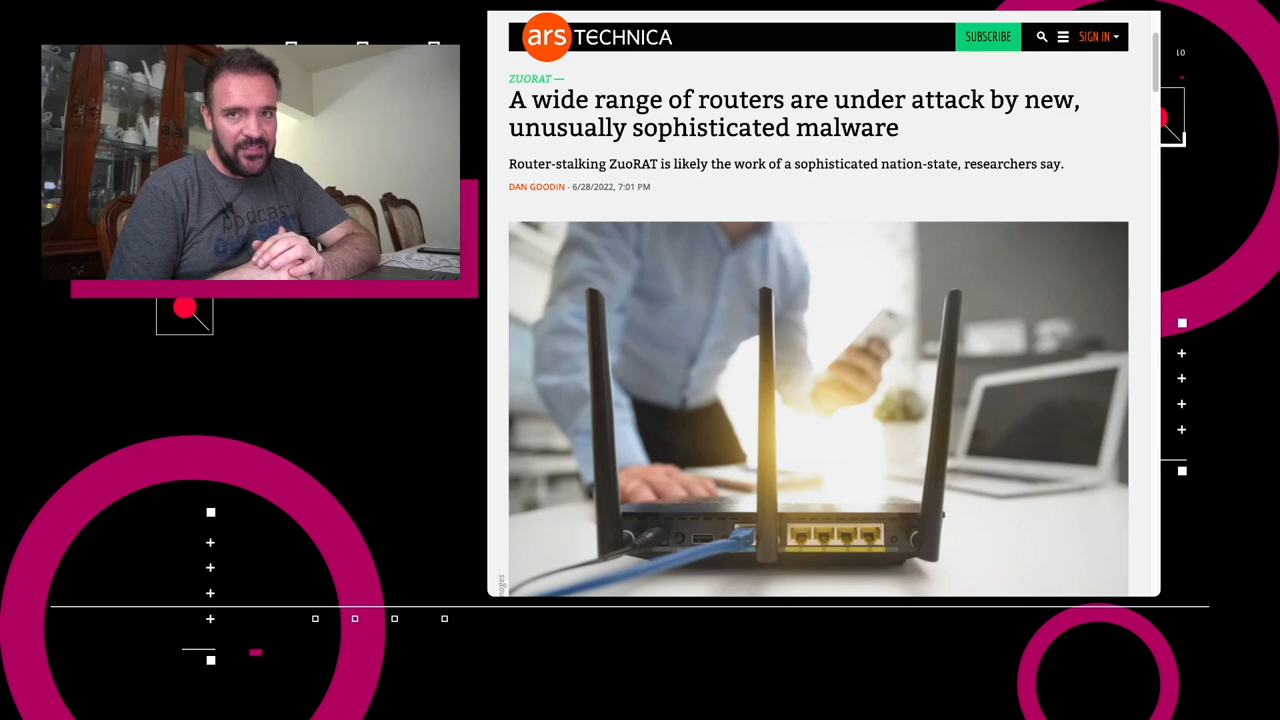 podcast
ars TECHNICA
SUBSCRIBE
SIGN IN
ZUORAT —
A wide range of routers are under attack by new,
unusually sophisticated malware
Router-stalking ZuoRAT is likely the work of a sophisticated nation-state, researchers say.
DAN GOODIN - 6/28/2022, 7:01 PM
10